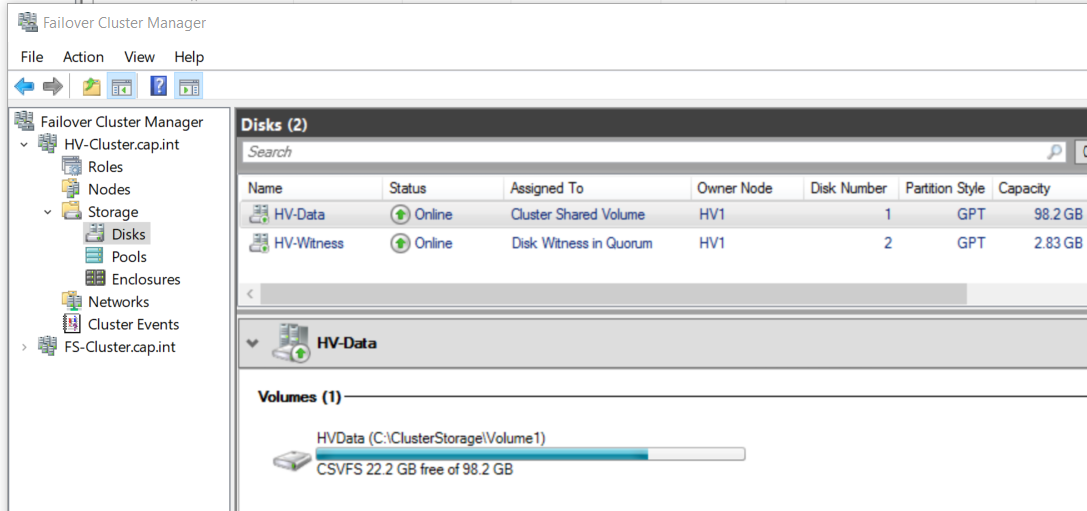 Failover Cluster Manager
File Action View Help
Failover Cluster Manager
HV-Cluster.cap.int
Roles
Nodes
Storage
Disks
Pools
Enclosures
Networks
Cluster Events
FS-Cluster.cap.int
Disks (2)
Search
Name Status Assigned To Owner Node Disk Number Partition Style Capacity
HV-Data Online Cluster Shared Volume HV1 1 GPT 98.2 GB
HV-Witness Online Disk Witness in Quorum HV1 2 GPT 2.83 GB
HV-Data
Volumes (1)
HVData (C:\ClusterStorage\Volume1)
CSVFS 22.2 GB free of 98.2 GB